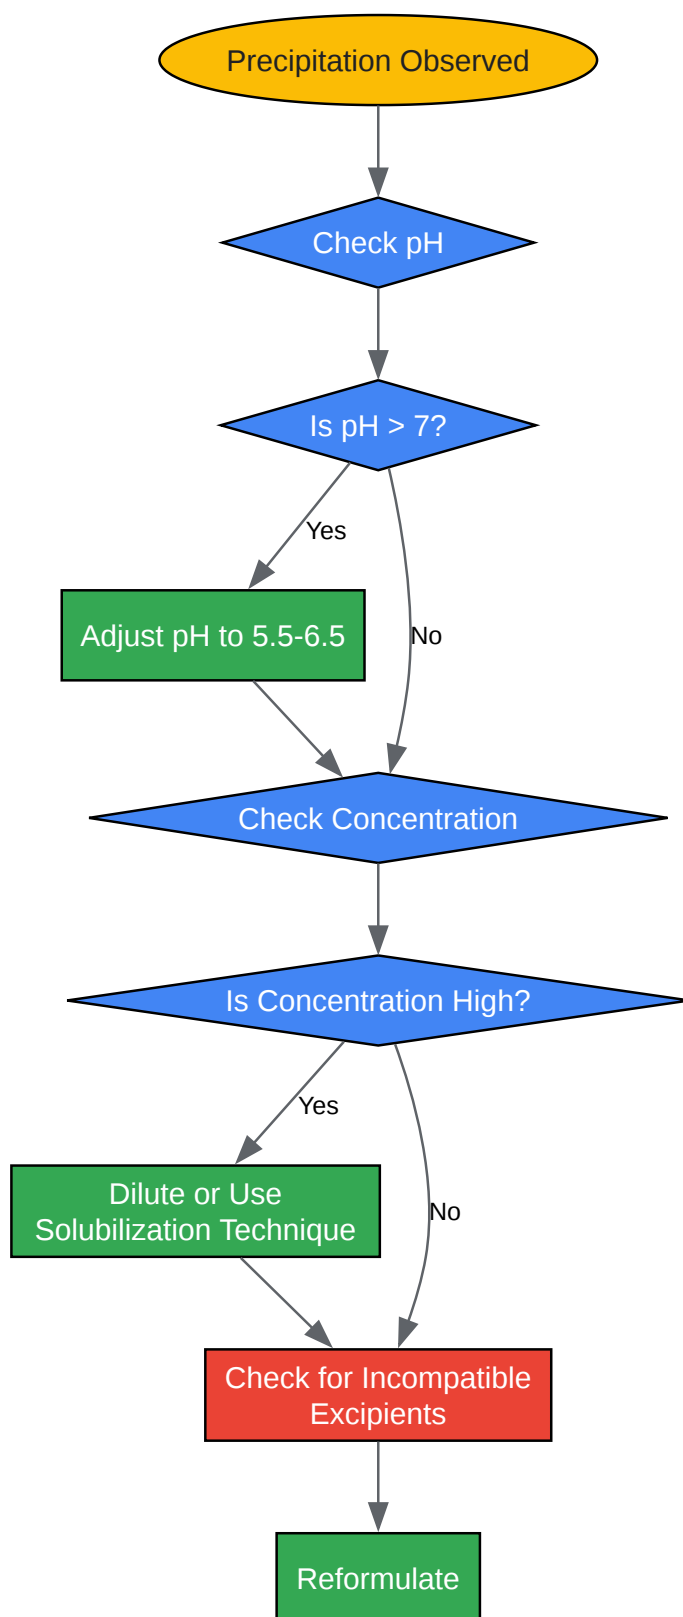 Precipitation Observed
Check pH
Is pH > 7?
Yes
Adjust pH to 5.5-6.5
No
Check Concentration
Is Concentration High?
Yes
Dilute or Use
Solubilization Technique
No
Check for Incompatible
Excipients
Reformulate